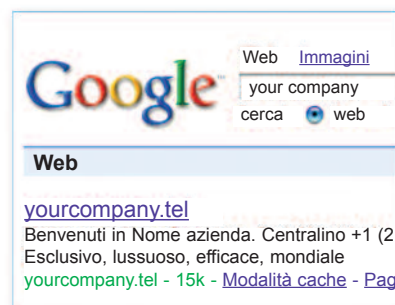 Web Immagini
Google™
your company
cerca web
Web
yourcompany.tel
Benvenuti in Nome azienda. Centralino +1 (2
Esclusivo, lussuoso, efficace, mondiale
yourcompany.tel - 15k - Modalità cache - Pag